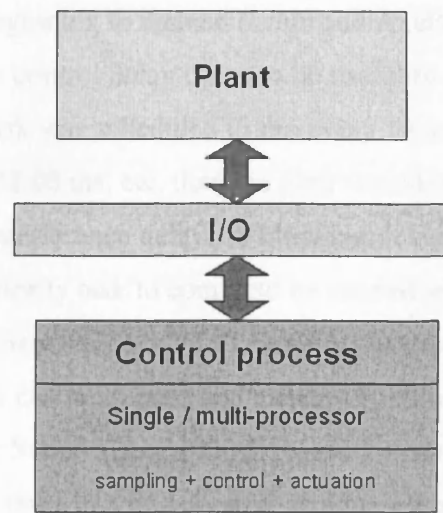 Plant
I/O
Control process
Single / multi-processor
sampling + control + actuation